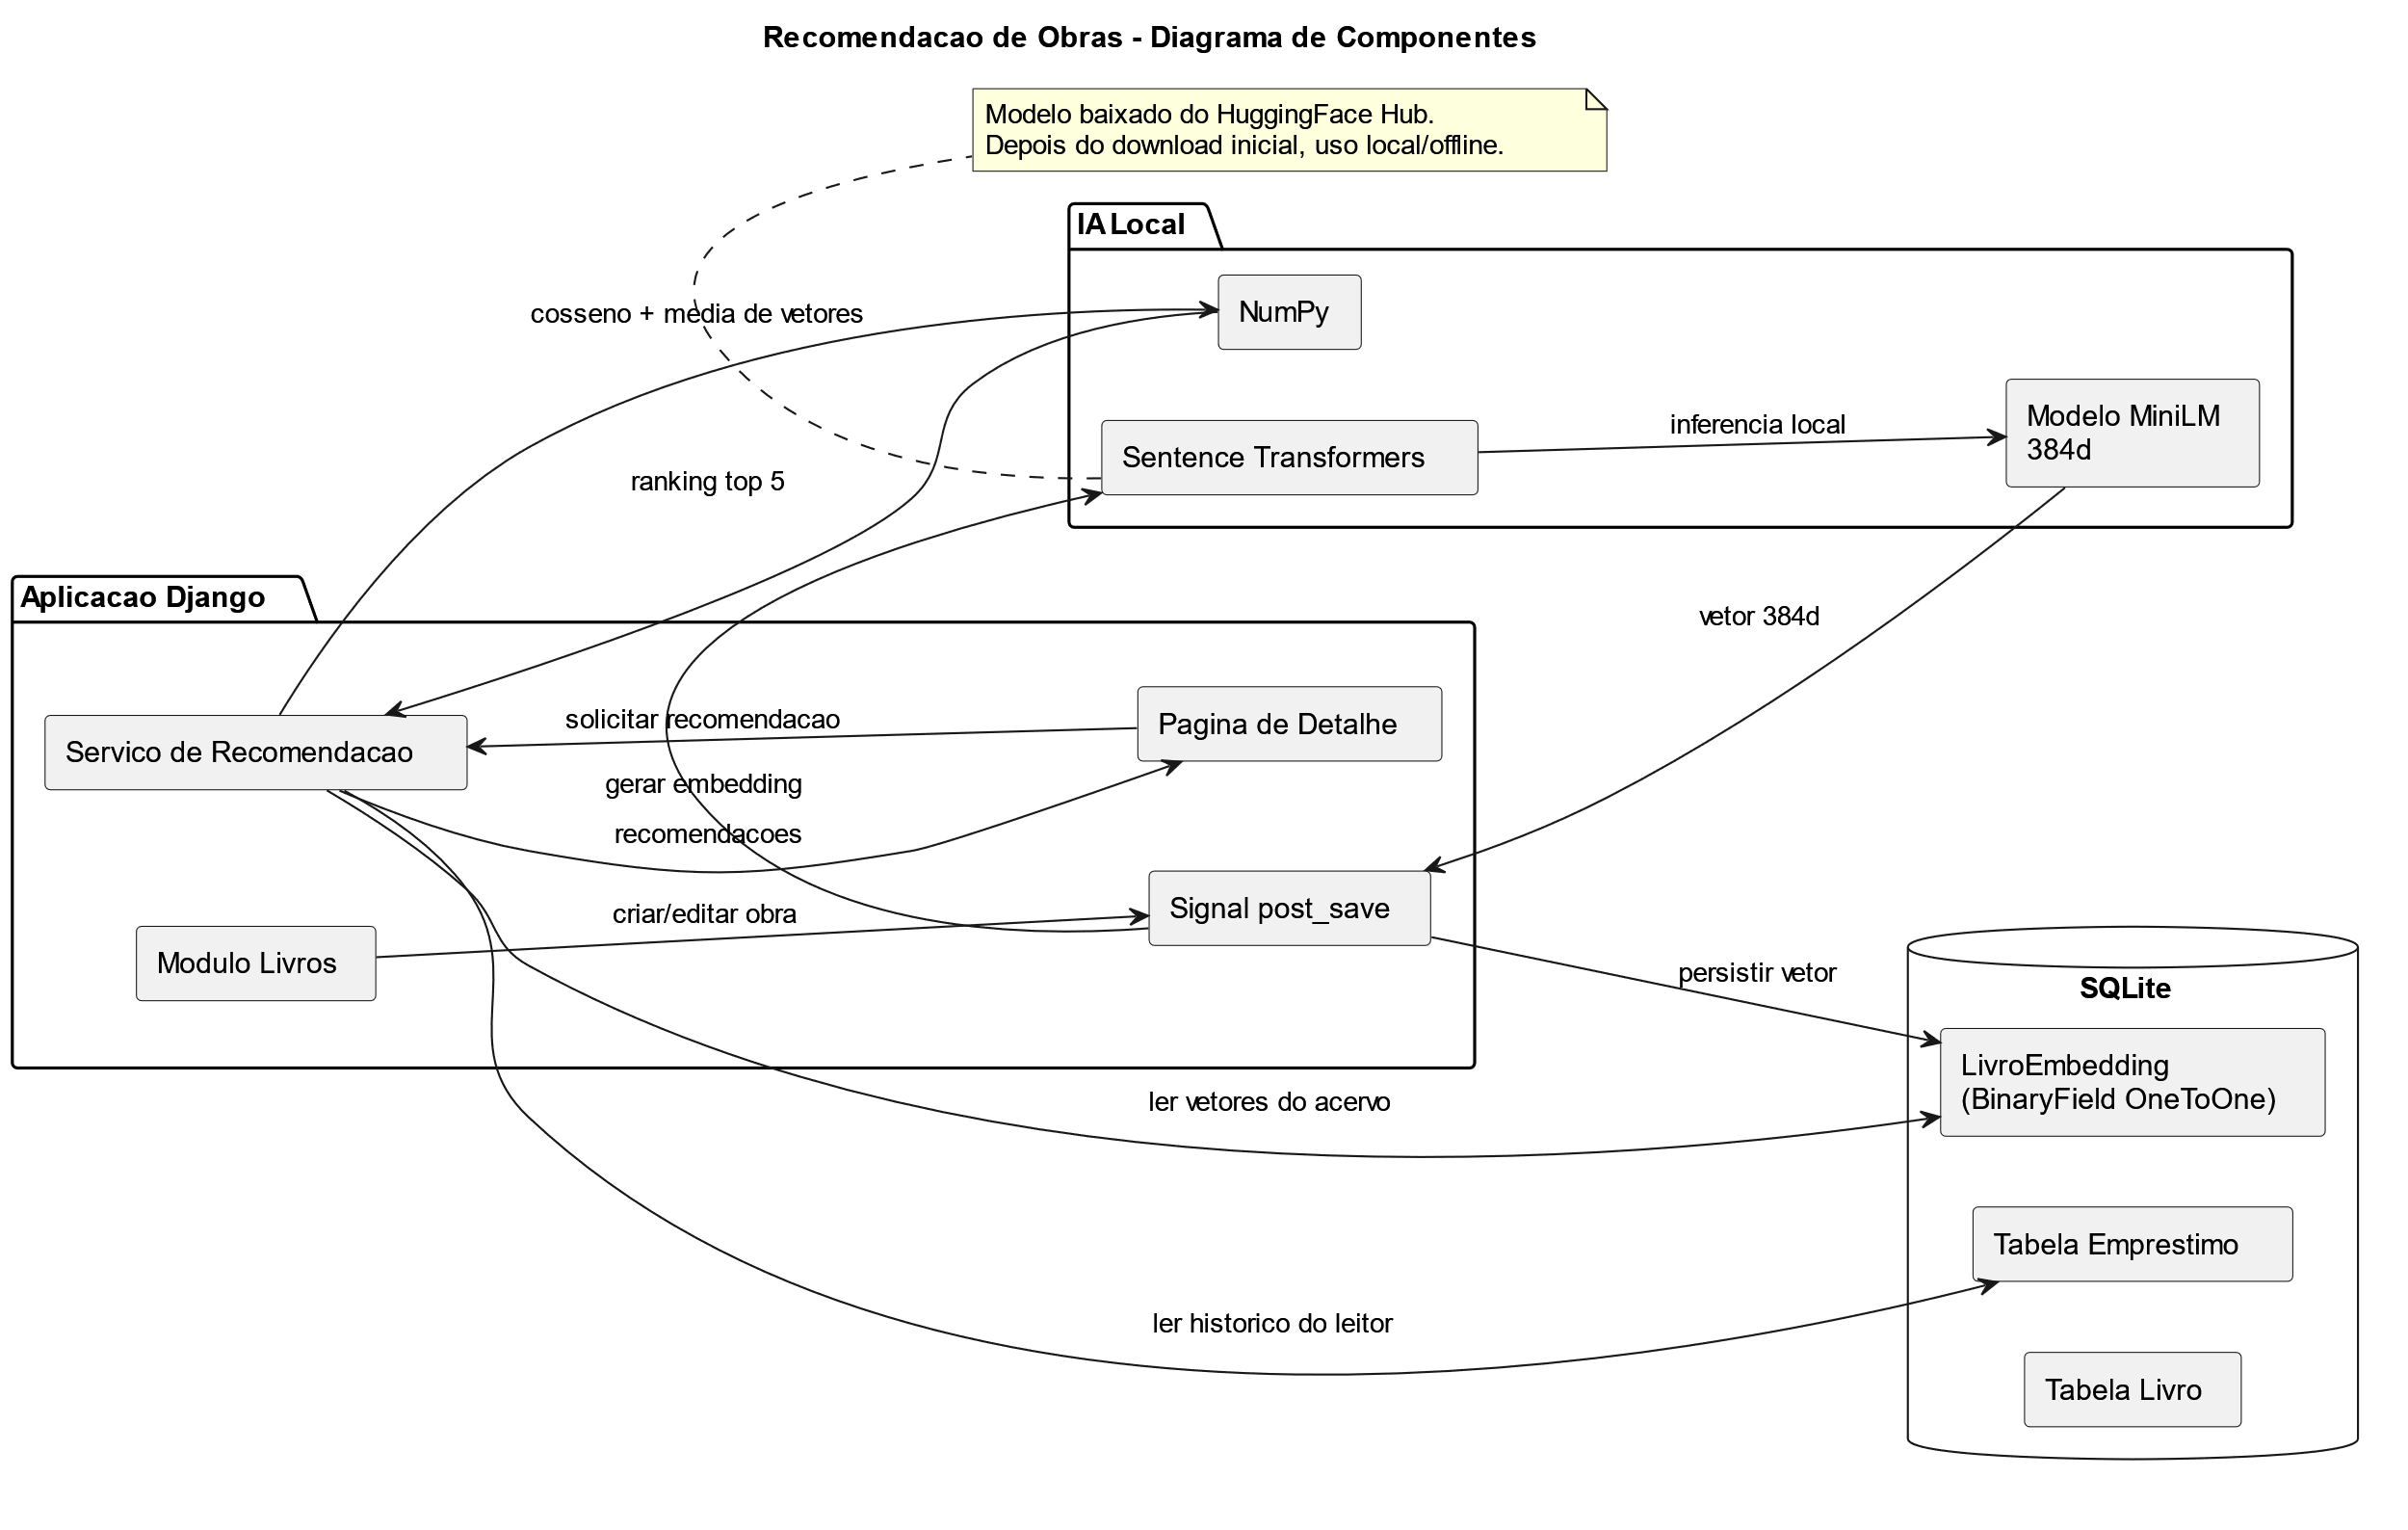 Recomendacao de Obras - Diagrama de Componentes
Modelo baixado do HuggingFace Hub.
Depois do download inicial, uso local/offline.
IA Local
NumPy
cosseno + media de vetores
Modelo MiniLM
384d
inferencia local
Sentence Transformers
ranking top 5
Aplicacao Django
vetor 384d
Servico de Recomendacao
solicitar recomendacao
Pagina de Detalhe
gerar embedding
recomendacoes
Modulo Livros
criar/editar obra
Signal post_save
persistir vetor
SQLite
LivroEmbedding
(BinaryField OneToOne)
ler vetores do acervo
Tabela Emprestimo
ler historico do leitor
Tabela Livro